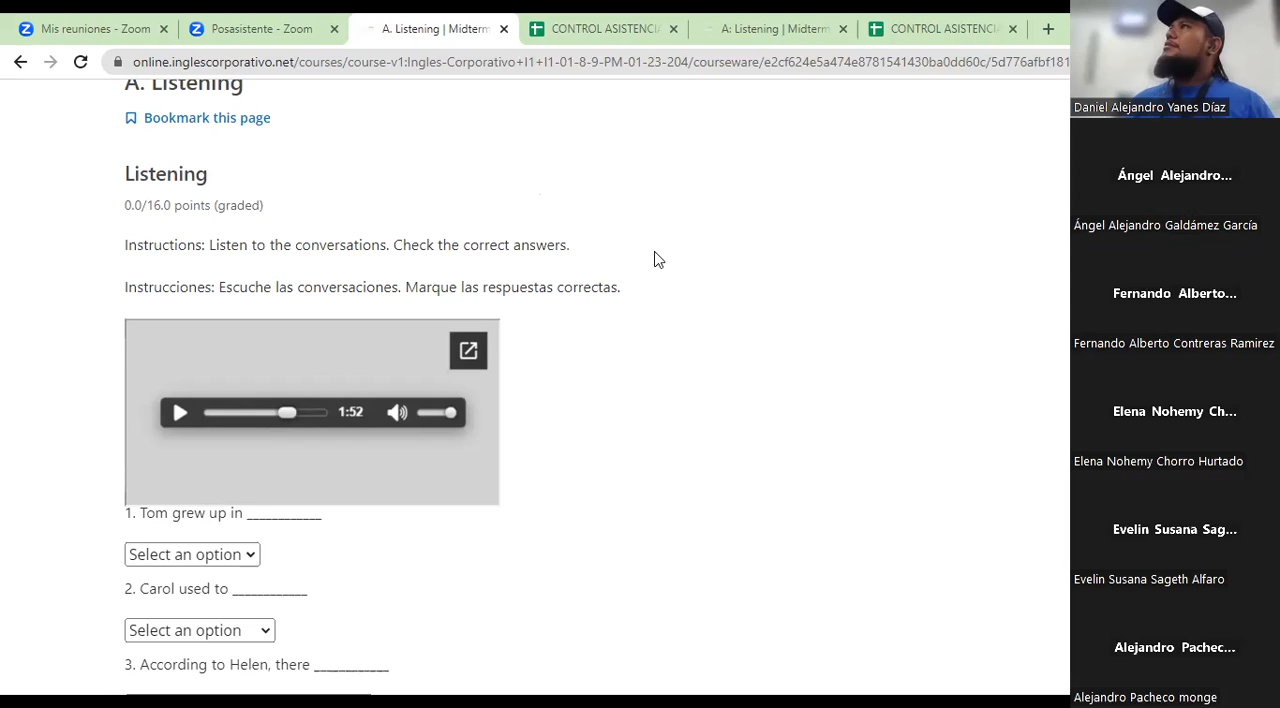 Mis reuniones - Zoom
Posasistente - Zoom
A. Listening | Midterm
CONTROL ASISTENCIA
A: Listening | Midterm
CONTROL ASISTENCIA
online.inglescorporativo.net/courses/course-v1:Ingles-Corporativo+I1+I1-01-8-9-PM-01-23-204/courseware/e2cf624e5a474e8781541430ba0dd60c/5d776afbf181
A. Listening
Bookmark this page
Listening
0.0/16.0 points (graded)
Instructions: Listen to the conversations. Check the correct answers.
Instrucciones: Escuche las conversaciones. Marque las respuestas correctas.
1:52
1. Tom grew up in ____________
Select an option
2. Carol used to ____________
Select an option
3. According to Helen, there ____________
Daniel Alejandro Yanes Díaz
Ángel Alejandro...
Ángel Alejandro Galdámez García
Fernando Alberto...
Fernando Alberto Contreras Ramirez
Elena Nohemy Ch...
Elena Nohemy Chorro Hurtado
Evelin Susana Sag...
Evelin Susana Sageth Alfaro
Alejandro Pachec...
Alejandro Pacheco monge